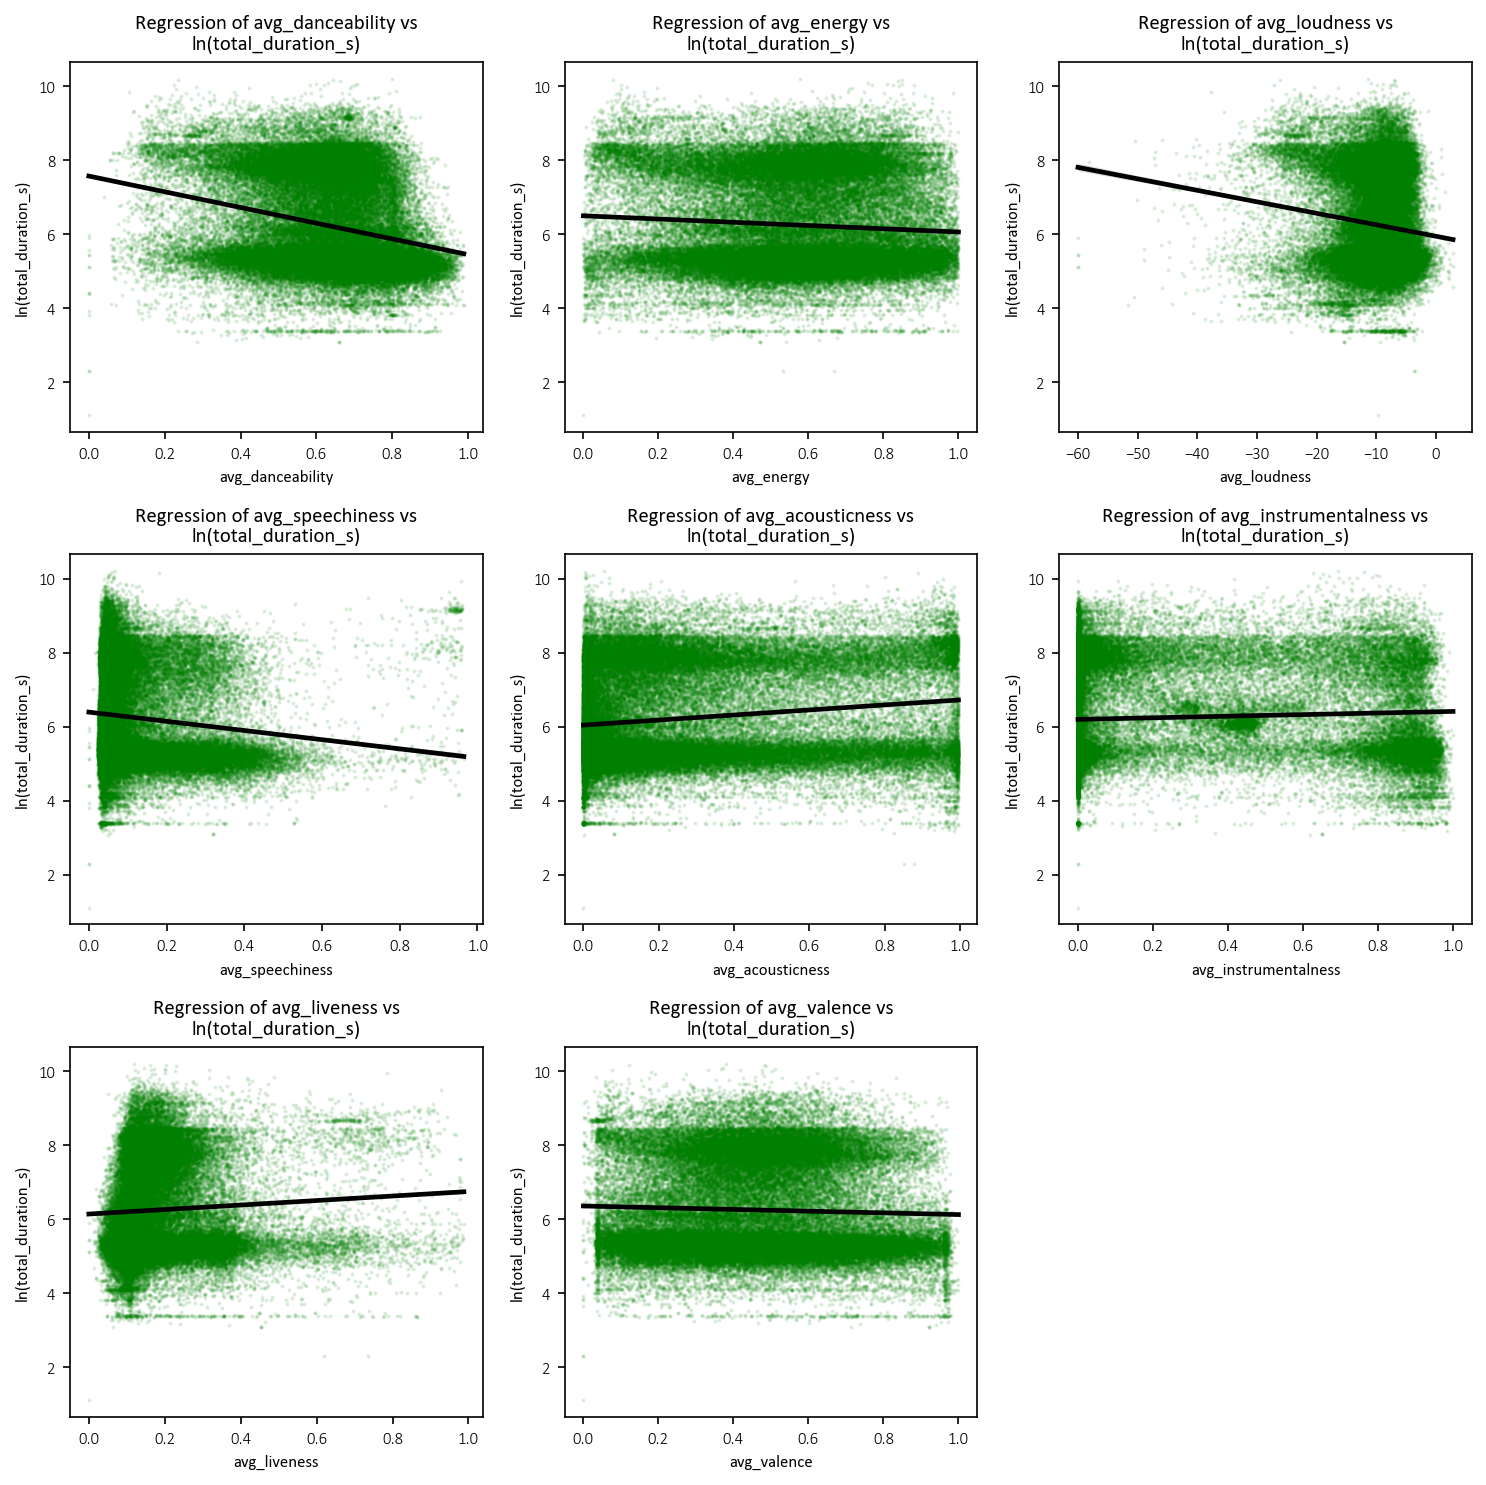 Regression of avg_danceability vs
ln(total_duration_s)
10
8
6
4
2
ln(total_duration_s)
0.0 0.2 0.4 0.6 0.8 1.0
avg_danceability
Regression of avg_energy vs
ln(total_duration_s)
10
8
6
4
2
ln(total_duration_s)
0.0 0.2 0.4 0.6 0.8 1.0
avg_energy
Regression of avg_loudness vs
ln(total_duration_s)
10
8
6
4
2
ln(total_duration_s)
−60 −50 −40 −30 −20 −10 0
avg_loudness
Regression of avg_speechiness vs
ln(total_duration_s)
10
8
6
4
2
ln(total_duration_s)
0.0 0.2 0.4 0.6 0.8 1.0
avg_speechiness
Regression of avg_acousticness vs
ln(total_duration_s)
10
8
6
4
2
ln(total_duration_s)
0.0 0.2 0.4 0.6 0.8 1.0
avg_acousticness
Regression of avg_instrumentalness vs
ln(total_duration_s)
10
8
6
4
2
ln(total_duration_s)
0.0 0.2 0.4 0.6 0.8 1.0
avg_instrumentalness
Regression of avg_liveness vs
ln(total_duration_s)
10
8
6
4
2
ln(total_duration_s)
0.0 0.2 0.4 0.6 0.8 1.0
avg_liveness
Regression of avg_valence vs
ln(total_duration_s)
10
8
6
4
2
ln(total_duration_s)
0.0 0.2 0.4 0.6 0.8 1.0
avg_valence